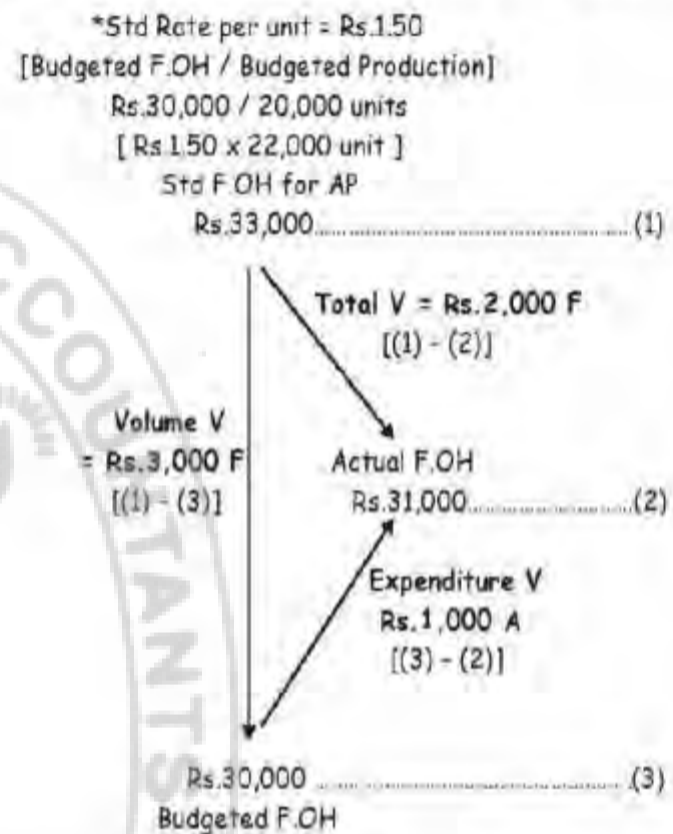 *Std Rate per unit = Rs.1.50
[Budgeted F.OH / Budgeted Production]
Rs.30,000 / 20,000 units
[ Rs 1.50 x 22,000 unit ]
Std F.OH for AP
Rs.33,000..................................................(1)
Total V = Rs.2,000 F
[(1) - (2)]
Volume V
= Rs.3,000 F
[(1) - (3)]
Actual F.OH
Rs.31,000..........................(2)
Expenditure V
Rs.1,000 A
[(3) - (2)]
Rs.30,000 ..................................................(3)
Budgeted F.OH
ACCOUNTANTS